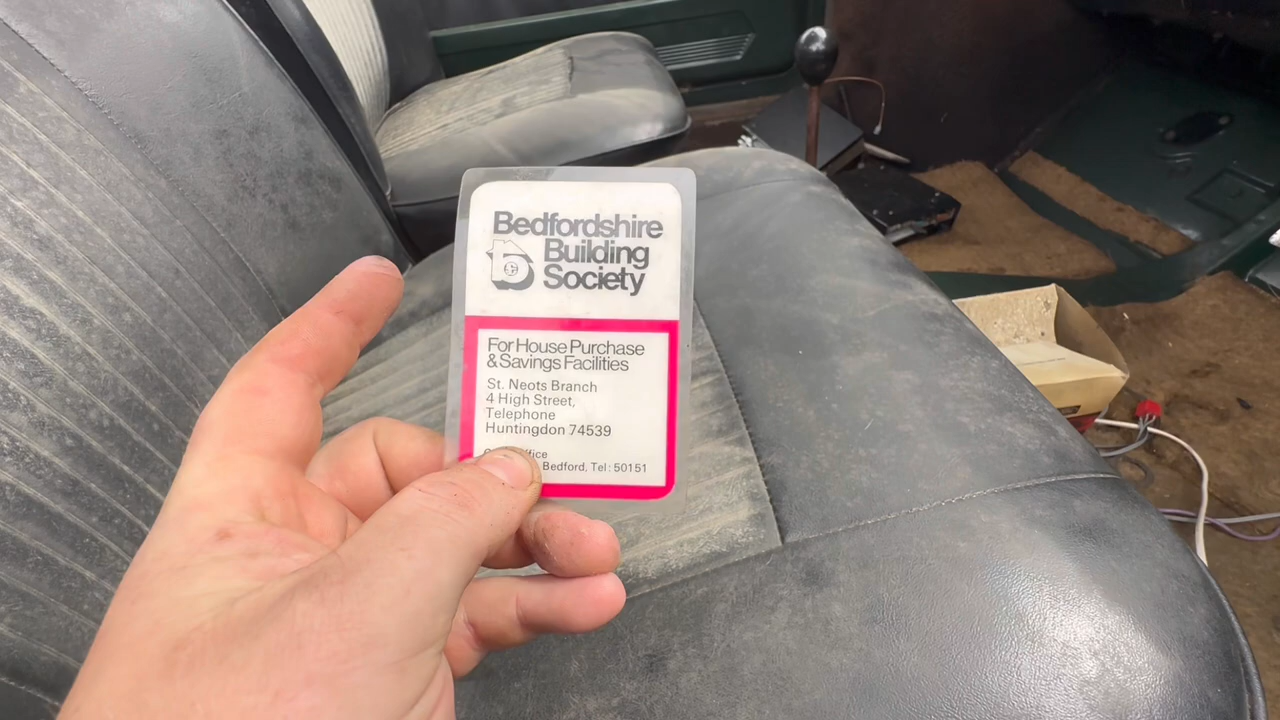 Bedfordshire
Building
Society
For House Purchase
& Savings Facilities
St. Neots Branch
4 High Street,
Telephone
Huntingdon 74539
Bedford, Tel: 50151